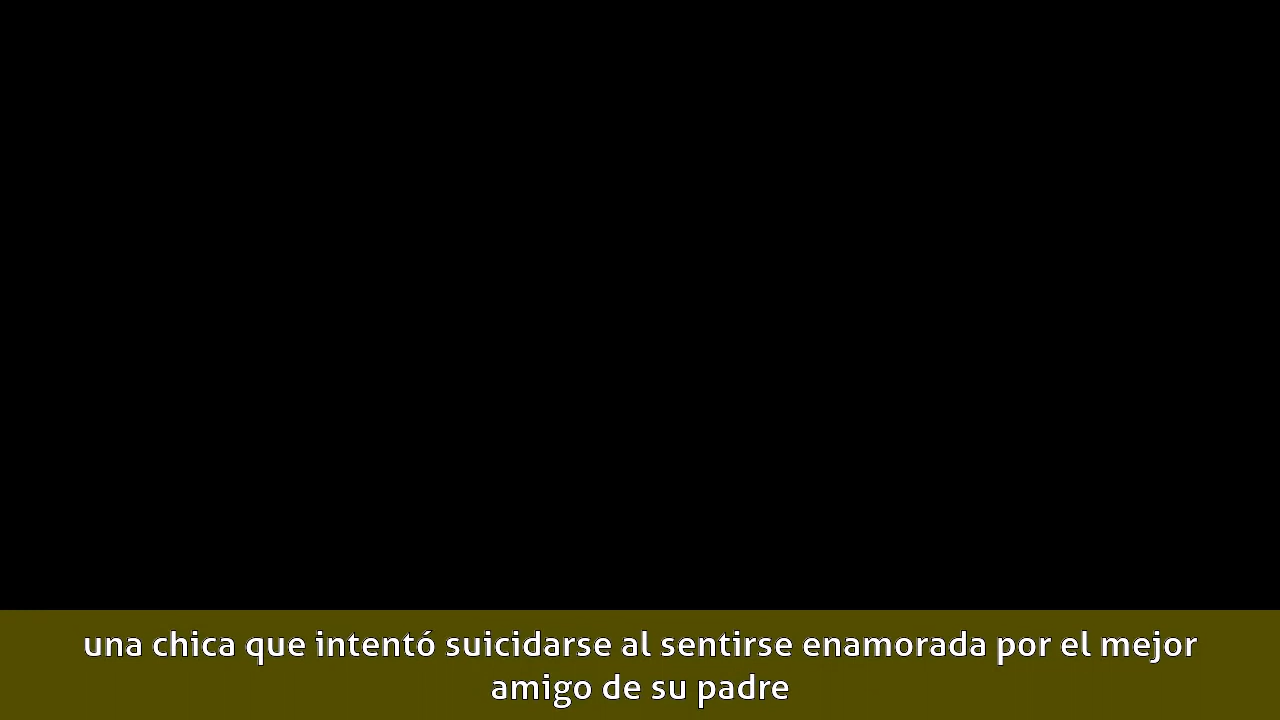 una chica que intentó suicidarse al sentirse enamorada por el mejor
amigo de su padre